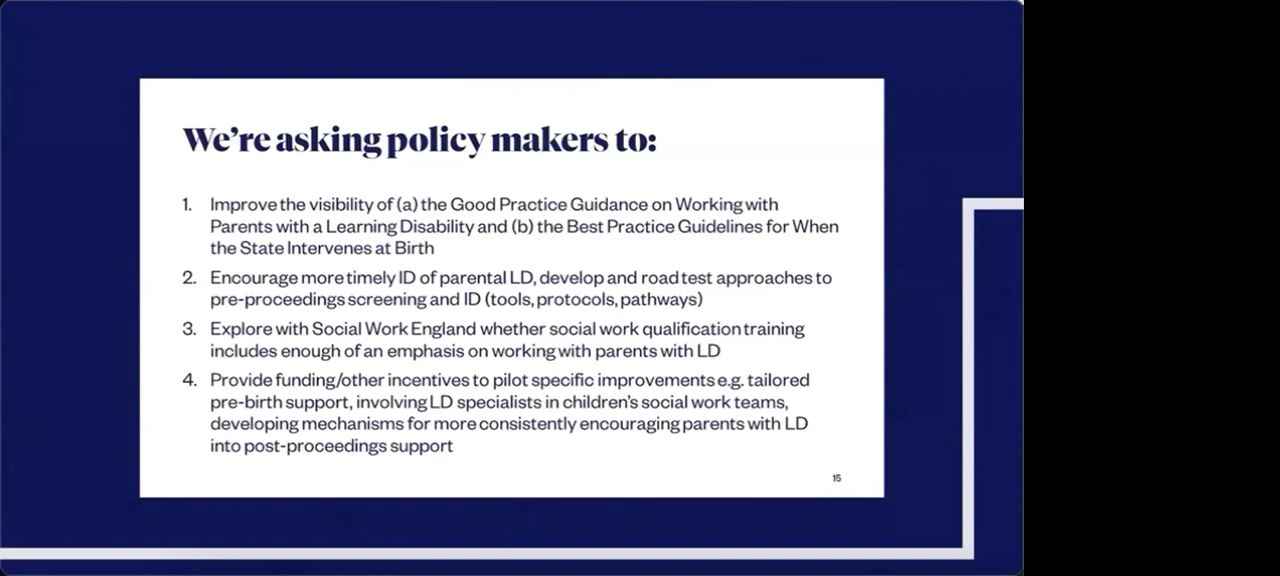 We're asking policy makers to:
1. Improve the visibility of (a) the Good Practice Guidance on Working with
Parents with a Learning Disability and (b) the Best Practice Guidelines for When
the State Intervenes at Birth
2. Encourage more timely ID of parental LD, develop and road test approaches to
pre-proceedings screening and ID (tools, protocols, pathways)
3. Explore with Social Work England whether social work qualification training
includes enough of an emphasis on working with parents with LD
4. Provide funding/other incentives to pilot specific improvements e.g. tailored
pre-birth support, involving LD specialists in children's social work teams,
developing mechanisms for more consistently encouraging parents with LD
into post-proceedings support
15